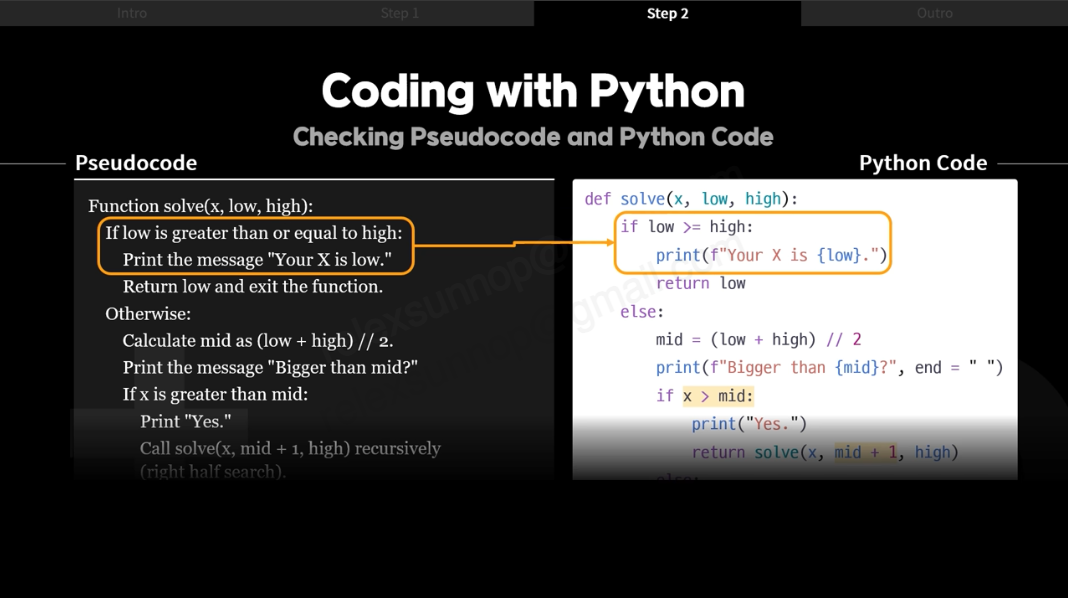 Intro
Step 1
Step 2
Outro
Coding with Python
Checking Pseudocode and Python Code
Pseudocode
Function solve(x, low, high):
If low is greater than or equal to high:
Print the message "Your X is low."
Return low and exit the function.
Otherwise:
Calculate mid as (low + high) // 2.
Print the message "Bigger than mid?"
If x is greater than mid:
Print "Yes."
Call solve(x, mid + 1, high) recursively
(right half search).
Python Code
def solve(x, low, high):
if low >= high:
print(f"Your X is {low}.")
return low
else:
mid = (low + high) // 2
print(f"Bigger than {mid}?", end = " ")
if x > mid:
print("Yes.")
return solve(x, mid + 1, high)
else: